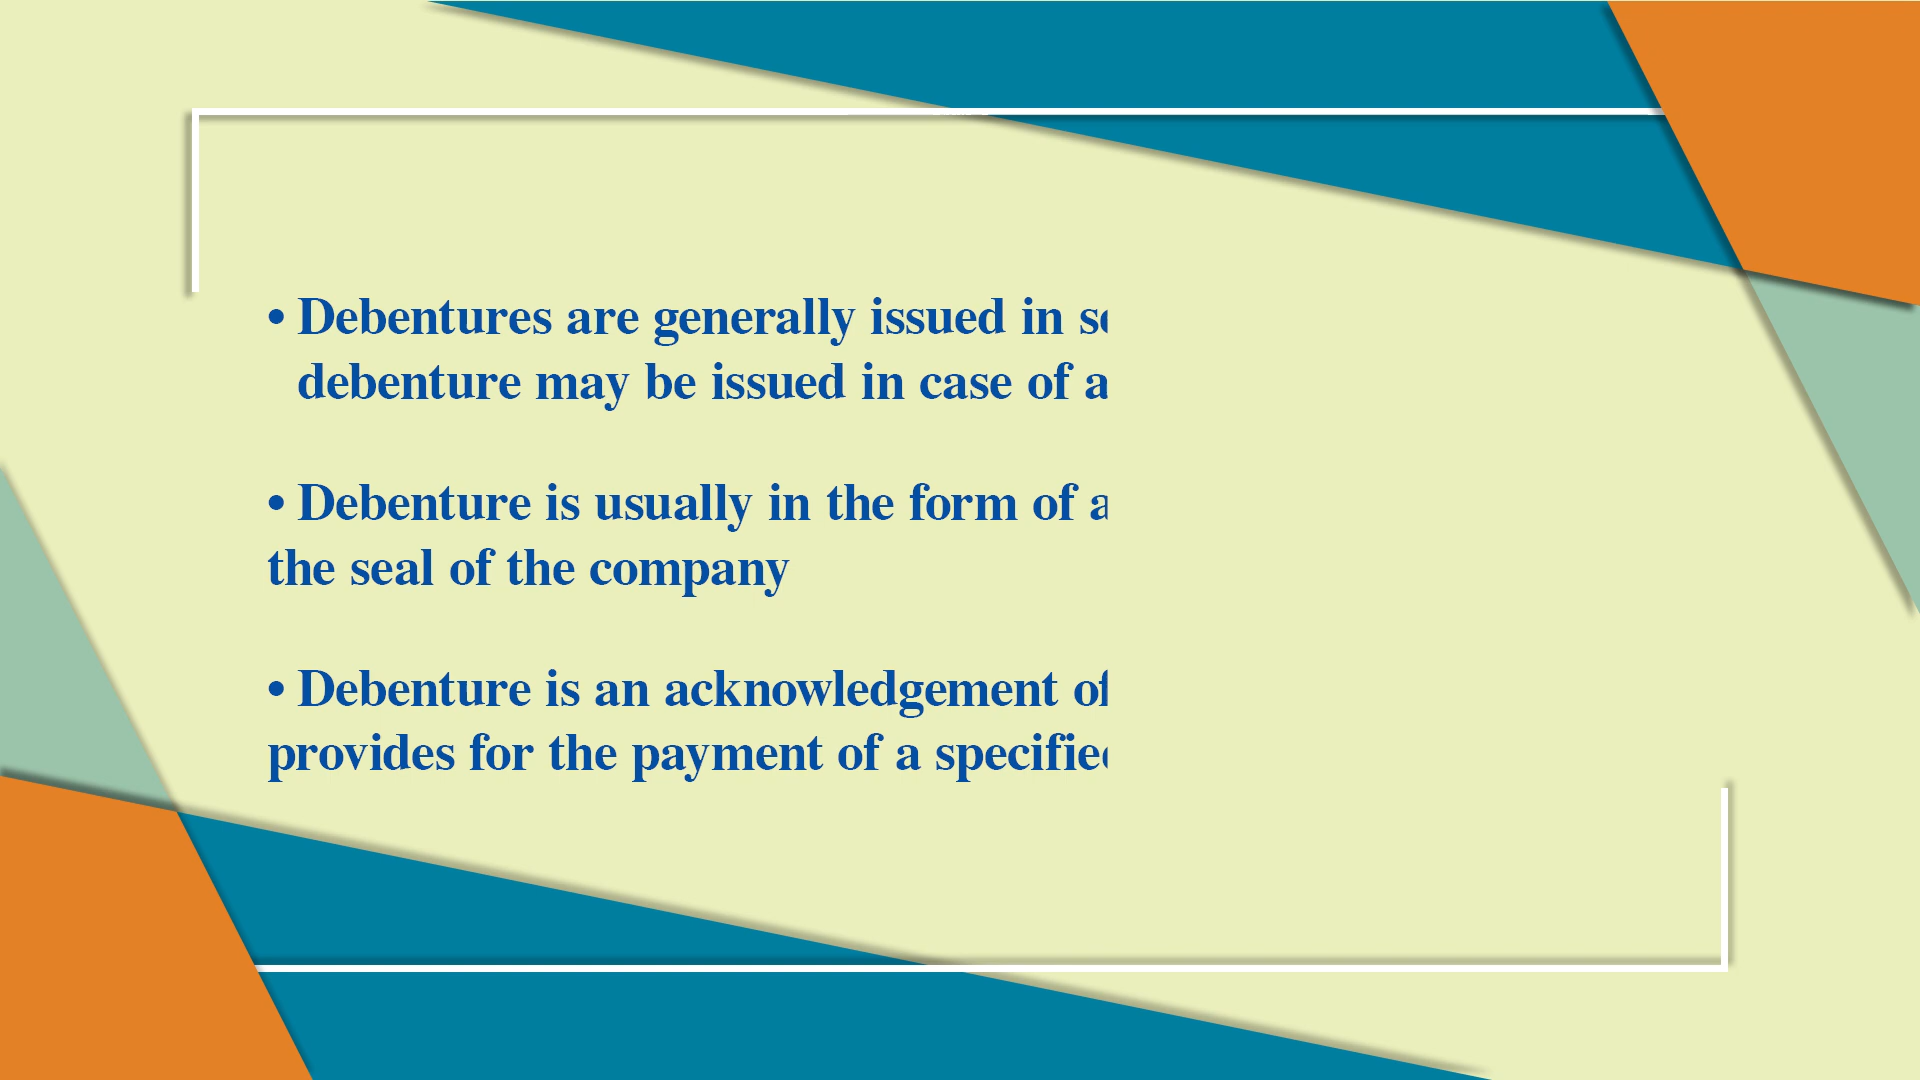 • Debentures are generally issued in
debenture may be issued in case of
• Debenture is usually in the form of
the seal of the company
• Debenture is an acknowledgement of
provides for the payment of a